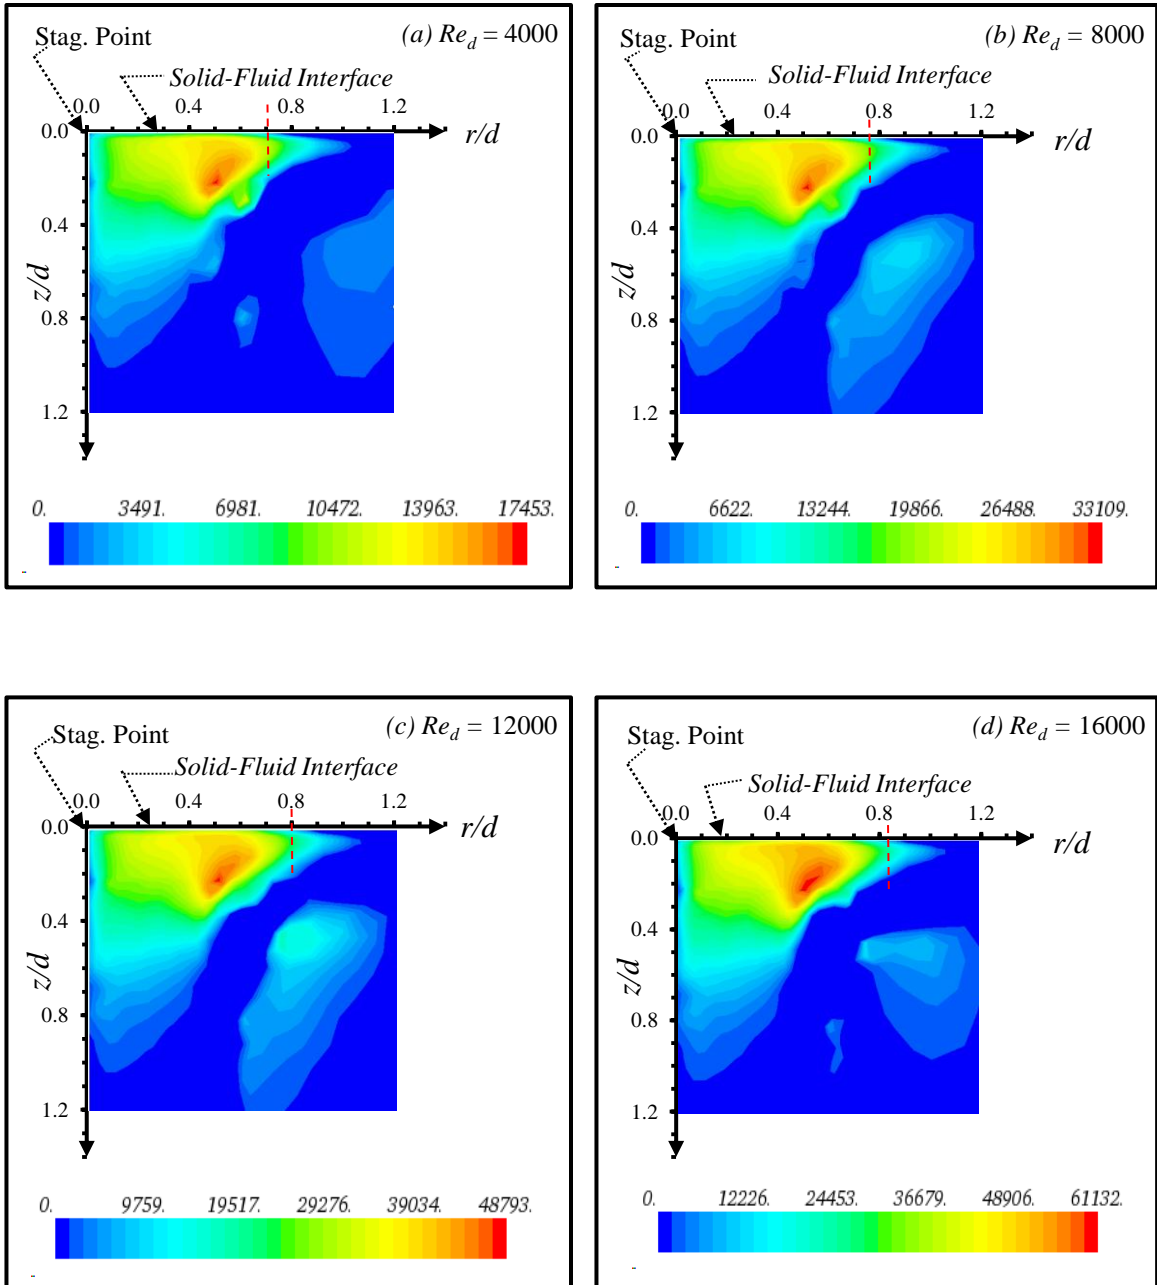 (a) Re_d = 4000
Stag. Point
Solid-Fluid Interface
0.0 0.4 0.8 1.2
r/d
0.0
0.4
z/d
0.8
1.2
0. 3491. 6981. 10472. 13963. 17453.
(b) Re_d = 8000
Stag. Point
Solid-Fluid Interface
0.0 0.4 0.8 1.2
r/d
0.0
0.4
z/d
0.8
1.2
0. 6622. 13244. 19866. 26488. 33109.
(c) Re_d = 12000
Stag. Point
Solid-Fluid Interface
0.0 0.4 0.8 1.2
r/d
0.0
0.4
z/d
0.8
1.2
0. 9759. 19517. 29276. 39034. 48793.
(d) Re_d = 16000
Stag. Point
Solid-Fluid Interface
0.0 0.4 0.8 1.2
r/d
0.0
0.4
z/d
0.8
1.2
0. 12226. 24453. 36679. 48906. 61132.